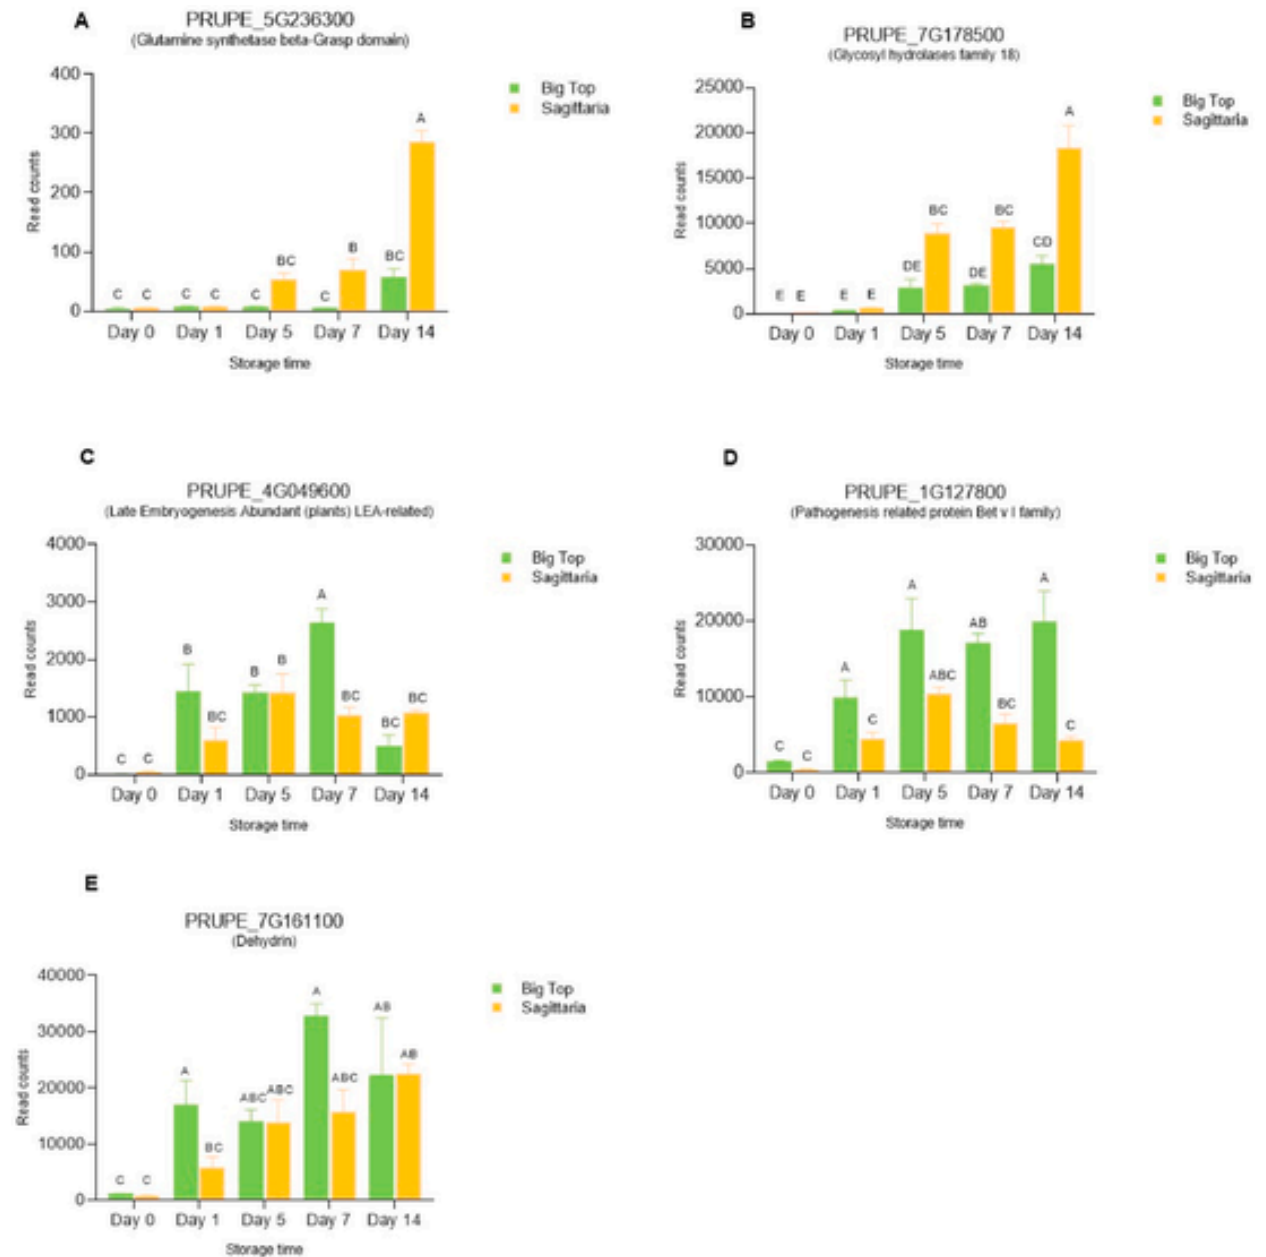 A
PRUPE_5G236300
(Glutamine synthetase beta-Grasp domain)
400
300
200
100
0
Read counts
C C C C C BC C B BC A
Day 0 Day 1 Day 5 Day 7 Day 14
Storage time
Big Top
Sagittaria
B
PRUPE_7G178500
(Glycosyl hydrolases family 18)
25000
20000
15000
10000
5000
0
Read counts
E E E E DE BC DE BC CD A
Day 0 Day 1 Day 5 Day 7 Day 14
Storage time
Big Top
Sagittaria
C
PRUPE_4G049600
(Late Embryogenesis Abundant (plants) LEA-related)
4000
3000
2000
1000
0
Read counts
C C B BC B B A BC BC BC
Day 0 Day 1 Day 5 Day 7 Day 14
Storage time
Big Top
Sagittaria
D
PRUPE_1G127800
(Pathogenesis related protein Bet v I family)
30000
20000
10000
0
Read counts
C C A C A ABC AB BC A C
Day 0 Day 1 Day 5 Day 7 Day 14
Storage time
Big Top
Sagittaria
E
PRUPE_7G161100
(Dehydrin)
40000
30000
20000
10000
0
Read counts
C C A BC ABC ABC A ABC AB AB
Day 0 Day 1 Day 5 Day 7 Day 14
Storage time
Big Top
Sagittaria